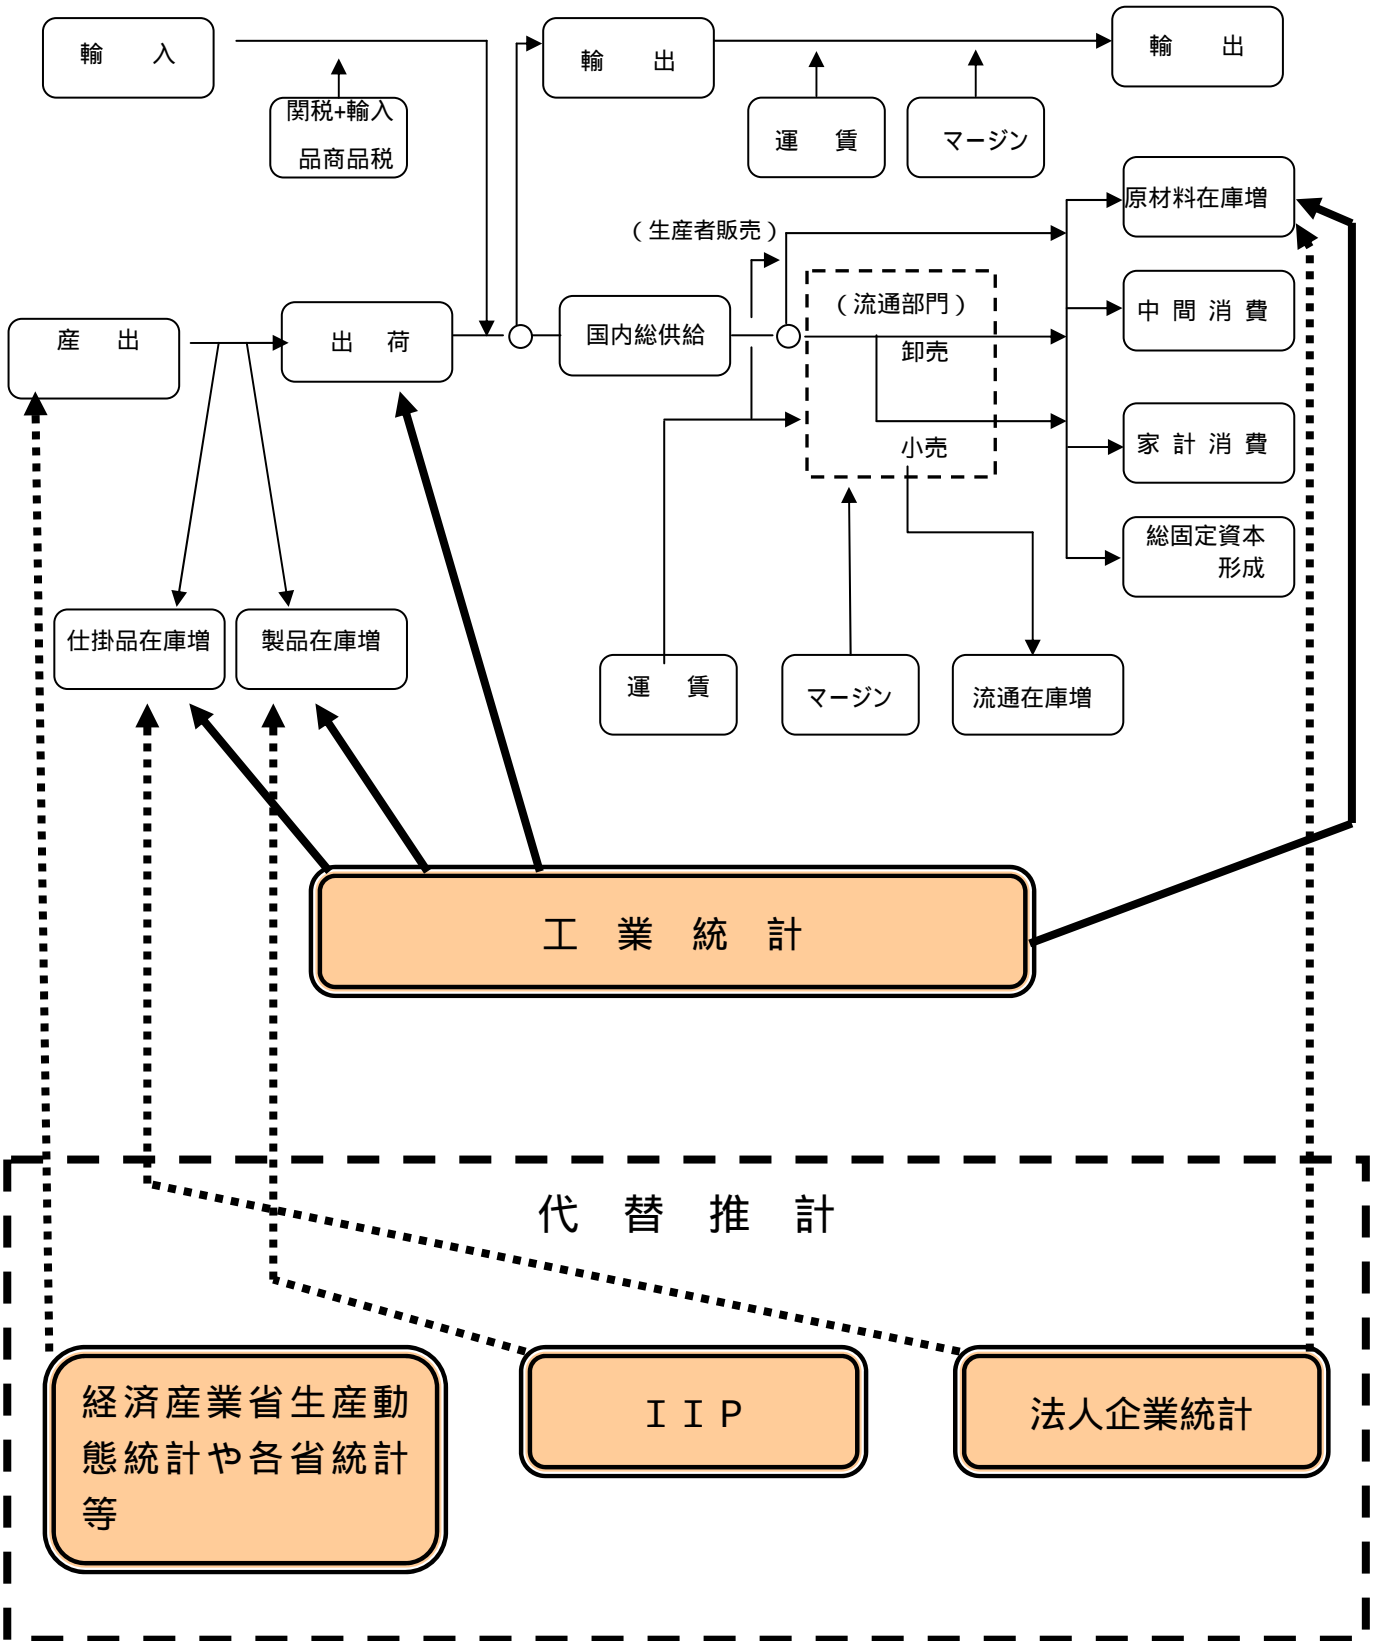 輸　入
輸　出
輸　出
関税+輸入
品商品税
運　賃
マージン
原材料在庫増
（生産者販売）
中間消費
（流通部門）
卸売
小売
産　出
出　荷
国内総供給
家計消費
総固定資本
形成
仕掛品在庫増
製品在庫増
運　賃
マージン
流通在庫増
工　業　統　計
代　替　推　計
経済産業省生産動
態統計や各省統計
等
ＩＩＰ
法人企業統計